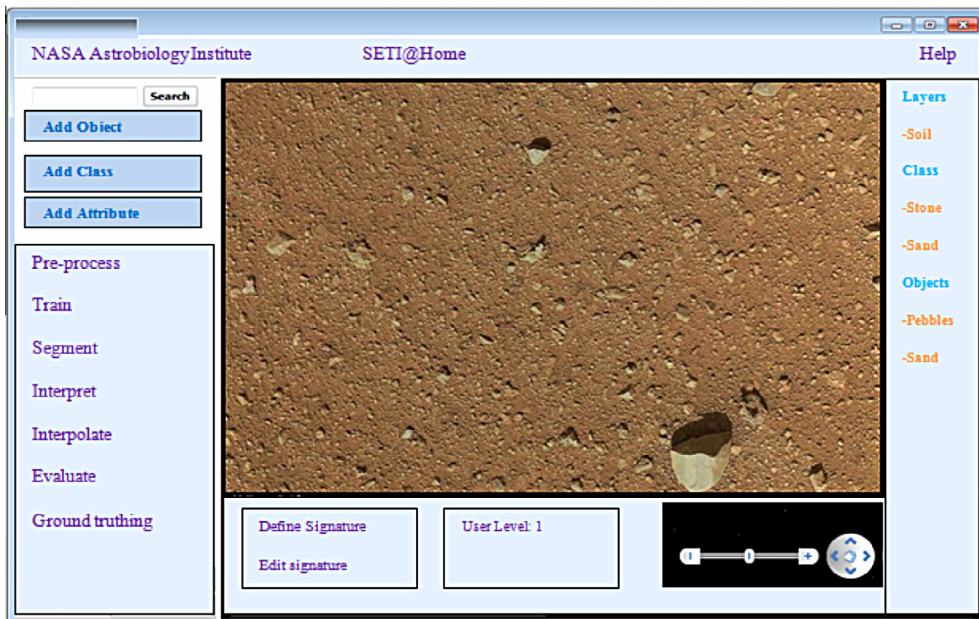 NASA Astrobiology Institute SETI@Home Help
Search
Add Object
Add Class
Add Attribute
Pre-process
Train
Segment
Interpret
Interpolate
Evaluate
Ground truthing
Layers
-Soil
Class
-Stone
-Sand
Objects
-Pebbles
-Sand
Define Signature
Edit signature
User Level: 1